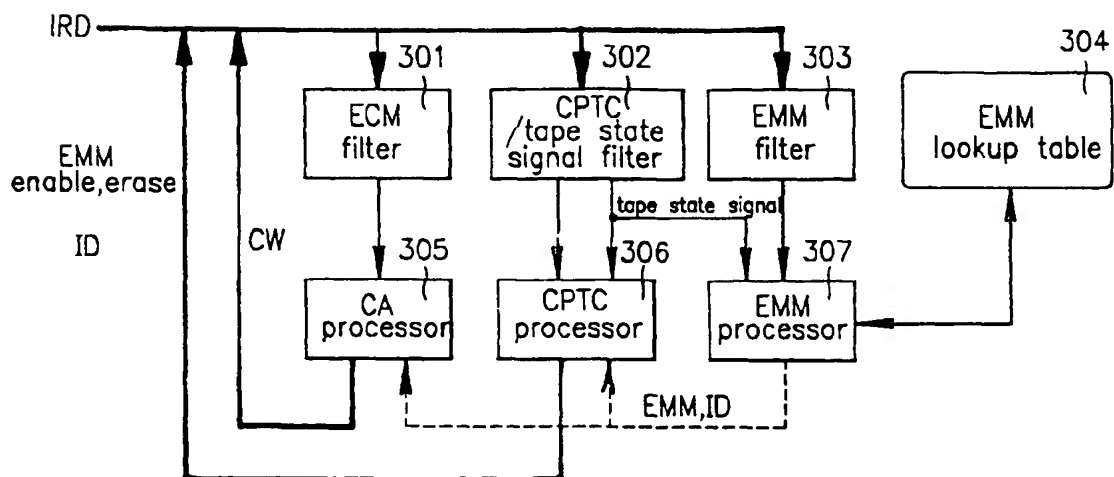 IRD
301
302
303
304
ECM
filter
CPTC
/tape state
signal filter
EMM
filter
EMM
lookup table
EMM
enable,erase
ID
CW
tape state signal
305
306
307
CA
processor
CPTC
processor
EMM
processor
EMM,ID